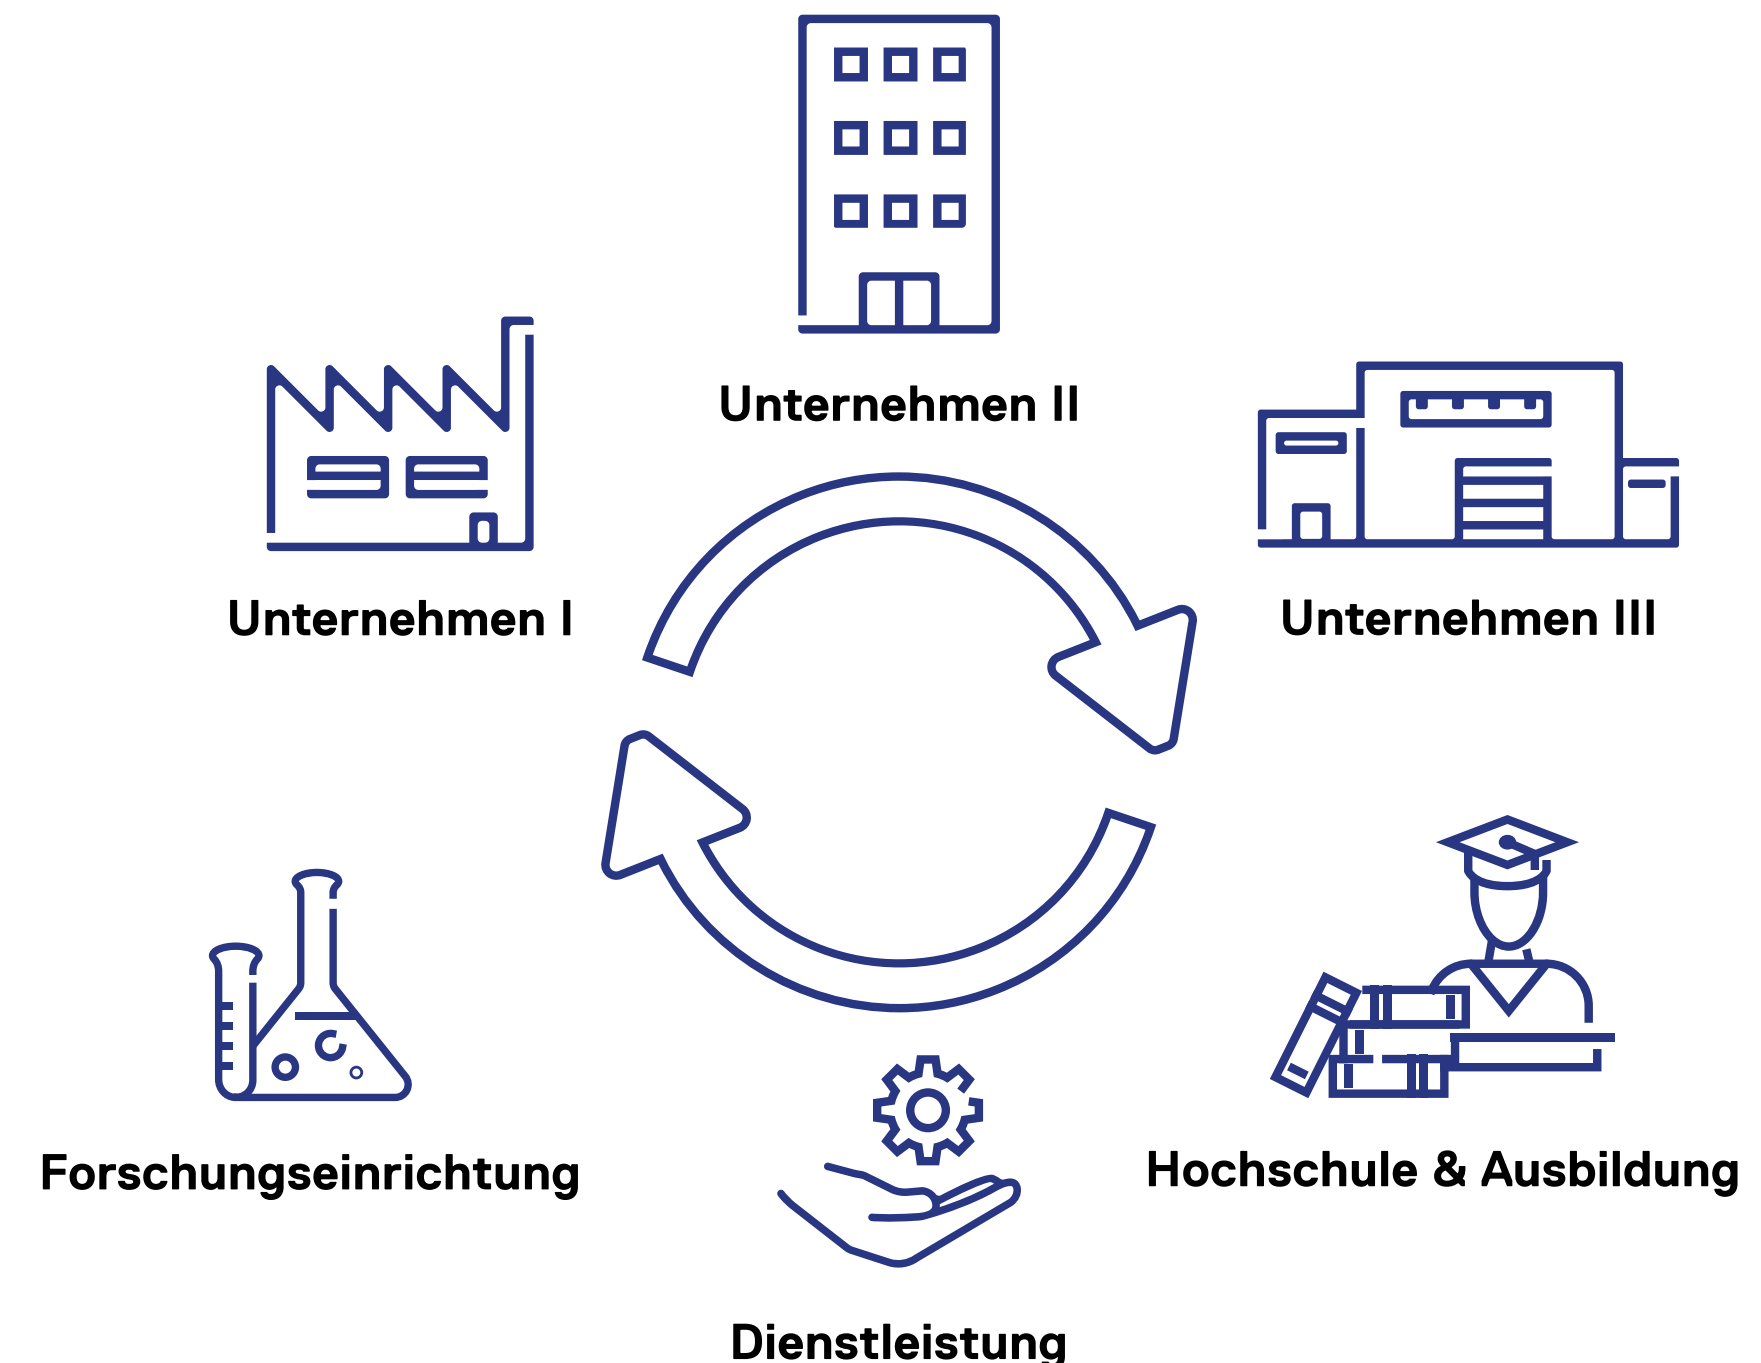 Unternehmen II
Unternehmen I
Unternehmen III
Forschungseinrichtung
Hochschule & Ausbildung
Dienstleistung